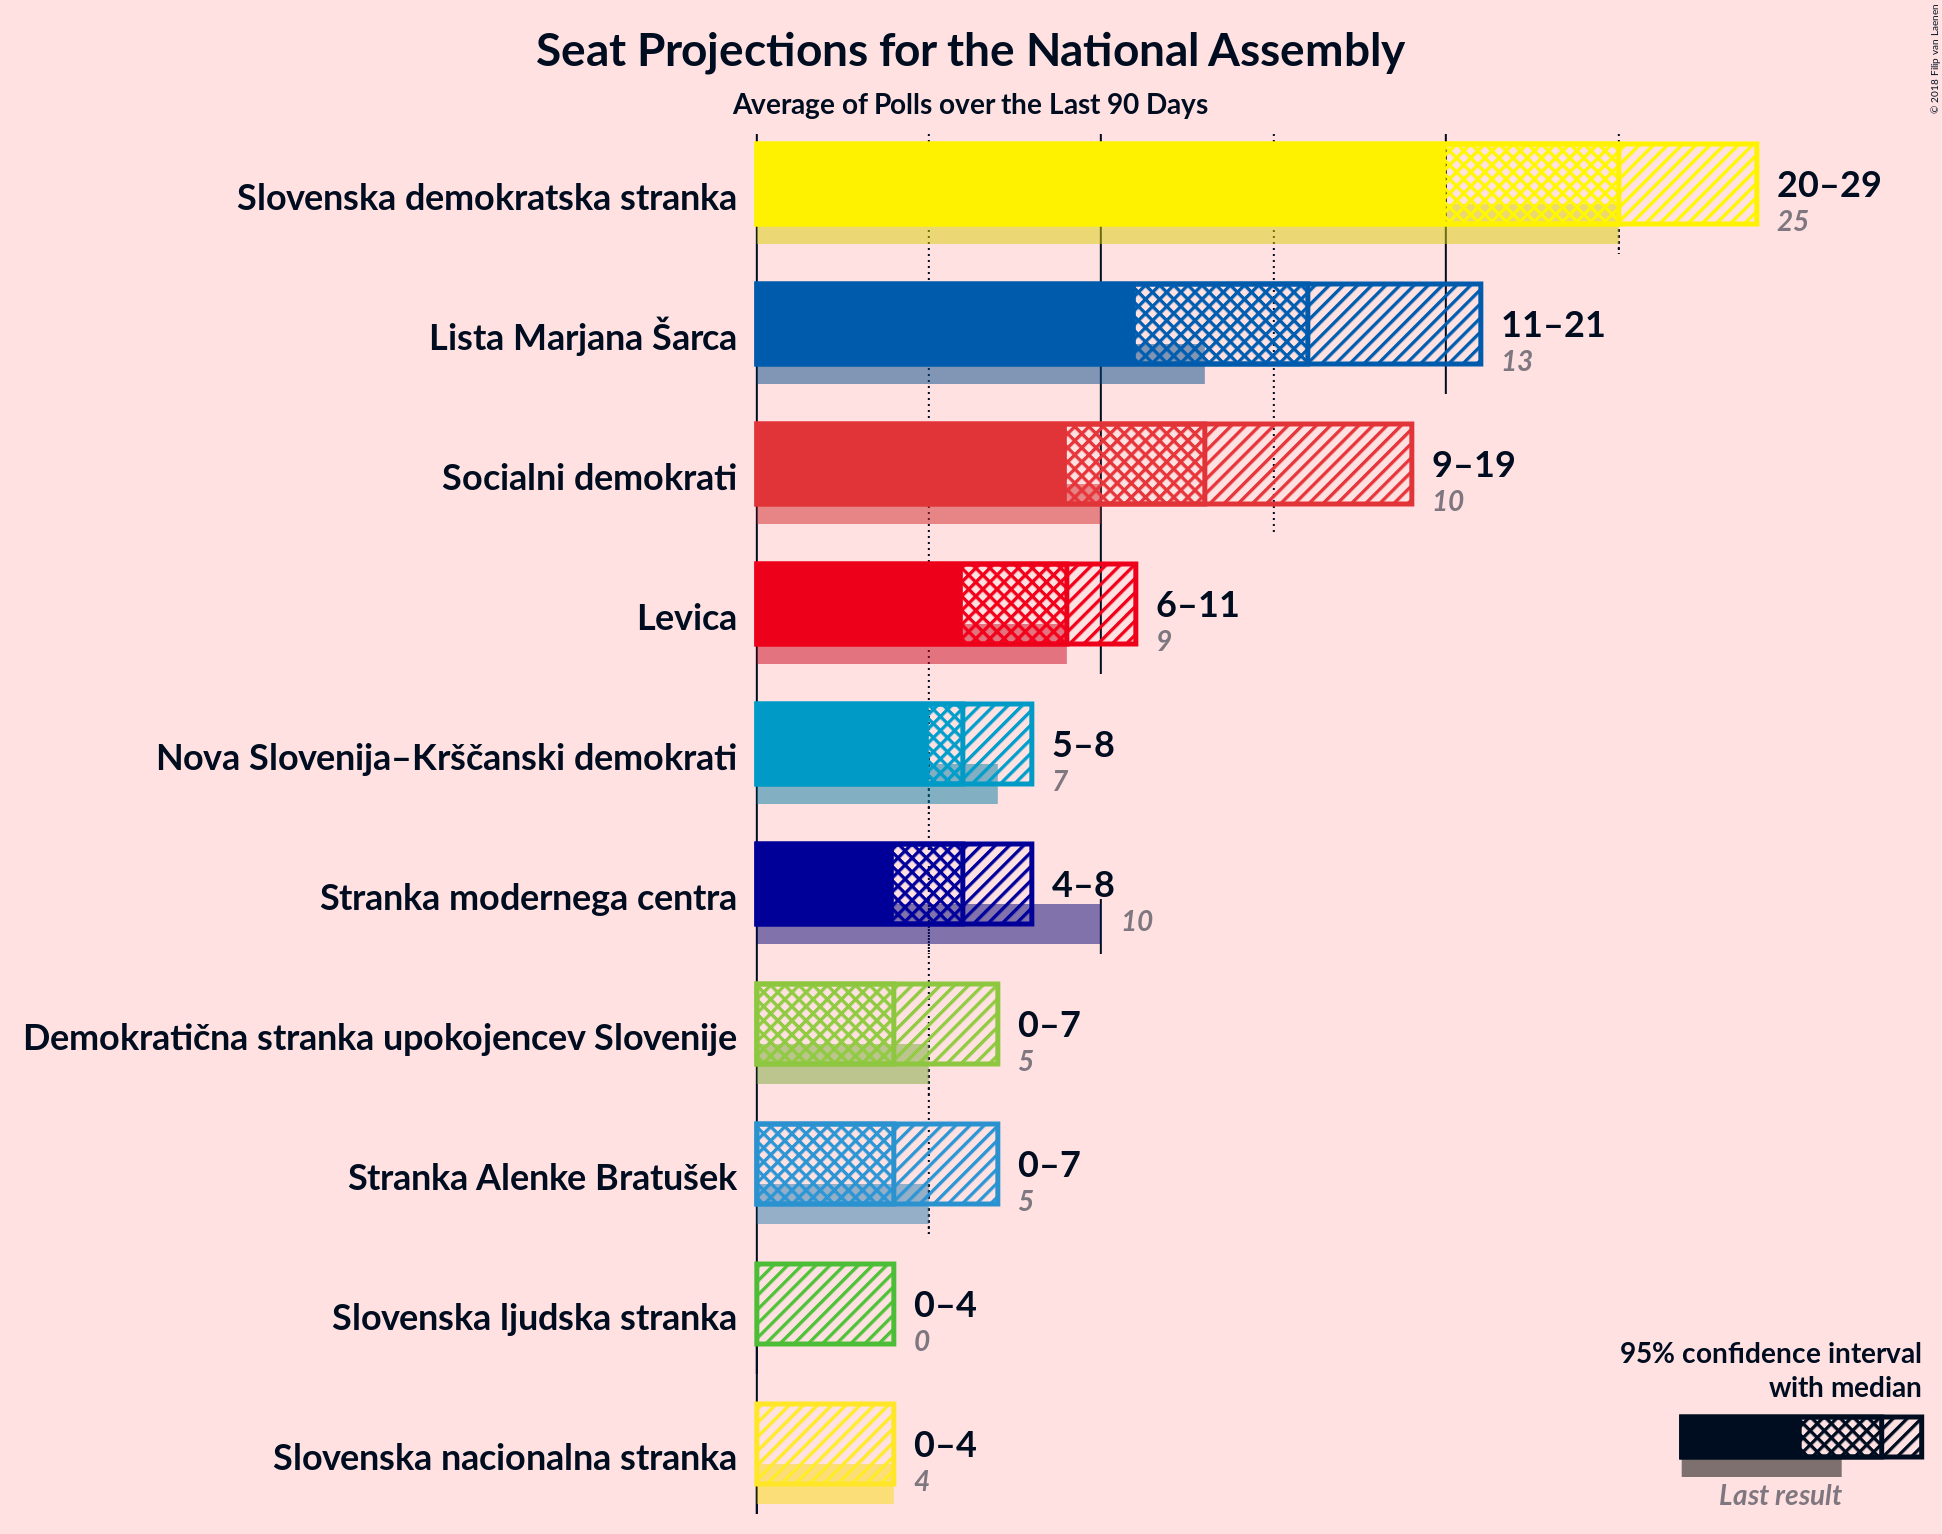 Seat Projections for the National Assembly
Average of Polls over the Last 90 Days
© 2018 Filip van Laenen
Slovenska demokratska stranka
20–29
25
Lista Marjana Šarca
11–21
13
Socialni demokrati
9–19
10
Levica
6–11
9
Nova Slovenija–Krščanski demokrati
5–8
7
Stranka modernega centra
4–8
10
Demokratična stranka upokojencev Slovenije
0–7
5
Stranka Alenke Bratušek
0–7
5
Slovenska ljudska stranka
0–4
0
Slovenska nacionalna stranka
0–4
4
95% confidence interval
with median
Last result